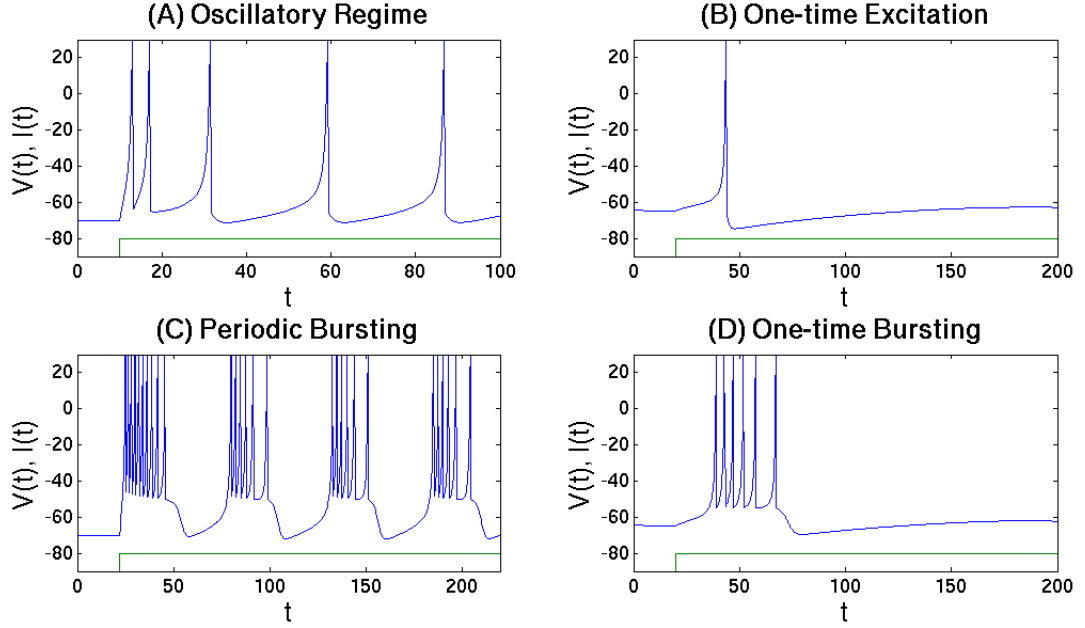 (A) Oscillatory Regime
20
0
-20
-40
-60
-80
V(t), I(t)
0 20 40 60 80 100
t
(B) One-time Excitation
20
0
-20
-40
-60
-80
V(t), I(t)
0 50 100 150 200
t
(C) Periodic Bursting
20
0
-20
-40
-60
-80
V(t), I(t)
0 50 100 150 200
t
(D) One-time Bursting
20
0
-20
-40
-60
-80
V(t), I(t)
0 50 100 150 200
t